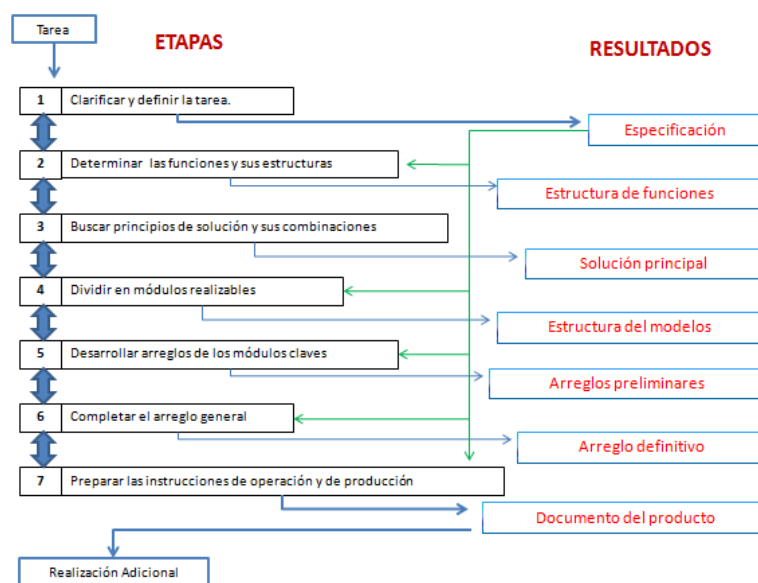 Tarea
ETAPAS
RESULTADOS
1 Clarificar y definir la tarea.
Especificación
2 Determinar las funciones y sus estructuras
Estructura de funciones
3 Buscar principios de solución y sus combinaciones
Solución principal
4 Dividir en módulos realizables
Estructura del modelos
5 Desarrollar arreglos de los módulos claves
Arreglos preliminares
6 Completar el arreglo general
Arreglo definitivo
7 Preparar las instrucciones de operación y de producción
Documento del producto
Realización Adicional